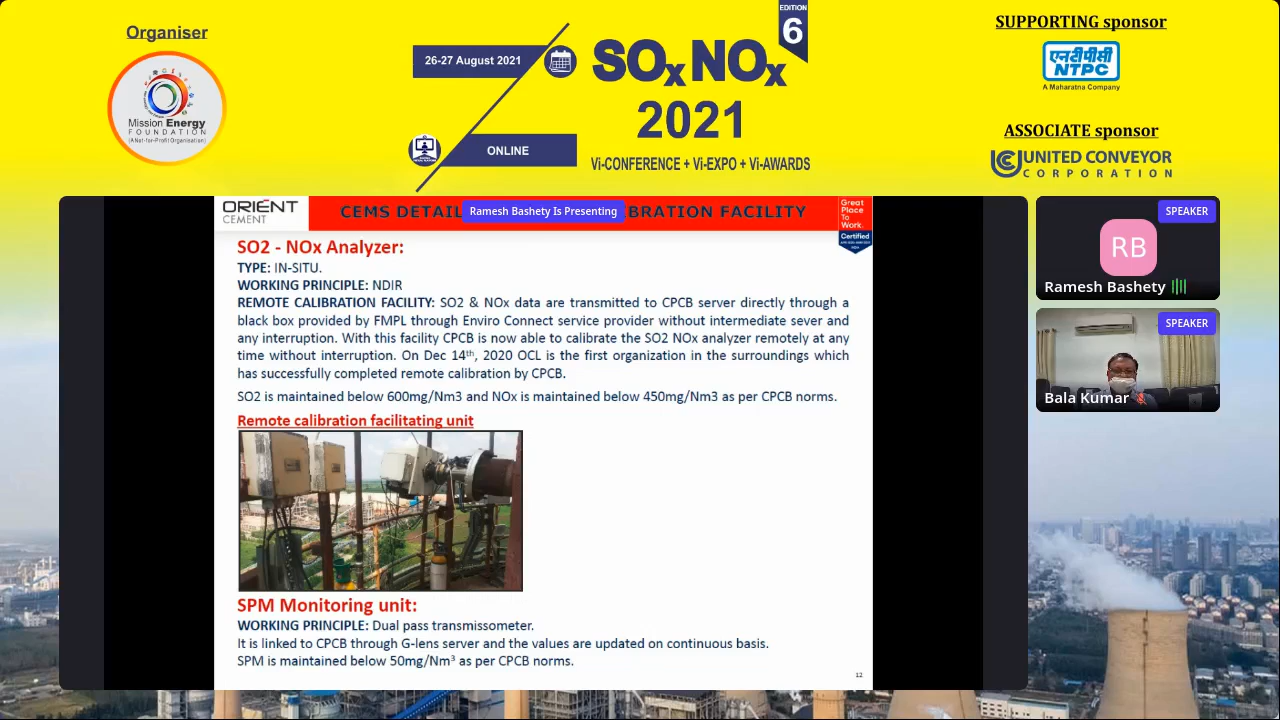 Organiser
Mission Energy
FOUNDATION
(A Not-for-Profit Organisation)
26-27 August 2021
ONLINE
EDITION
6
SOx NOx
2021
Vi-CONFERENCE + Vi-EXPO + Vi-AWARDS
SUPPORTING sponsor
एनटीपीसी
NTPC
A Maharatna Company
ASSOCIATE sponsor
UNITED CONVEYOR
CORPORATION
ORIENT
CEMENT
CEMS DETAIL
Ramesh Bashety Is Presenting
BRATION FACILITY
Great
Place
To
Work.
Certified
SO2 - NOx Analyzer:
TYPE: IN-SITU.
WORKING PRINCIPLE: NDIR
REMOTE CALIBRATION FACILITY: SO2 & NOx data are transmitted to CPCB server directly through a
black box provided by FMPL through Enviro Connect service provider without intermediate sever and
any interruption. With this facility CPCB is now able to calibrate the SO2 NOx analyzer remotely at any
time without interruption. On Dec 14th, 2020 OCL is the first organization in the surroundings which
has successfully completed remote calibration by CPCB.
SO2 is maintained below 600mg/Nm3 and NOx is maintained below 450mg/Nm3 as per CPCB norms.
Remote calibration facilitating unit
SPM Monitoring unit:
WORKING PRINCIPLE: Dual pass transmissometer.
It is linked to CPCB through G-lens server and the values are updated on continuous basis.
SPM is maintained below 50mg/Nm³ as per CPCB norms.
12
SPEAKER
RB
Ramesh Bashety
SPEAKER
Bala Kumar